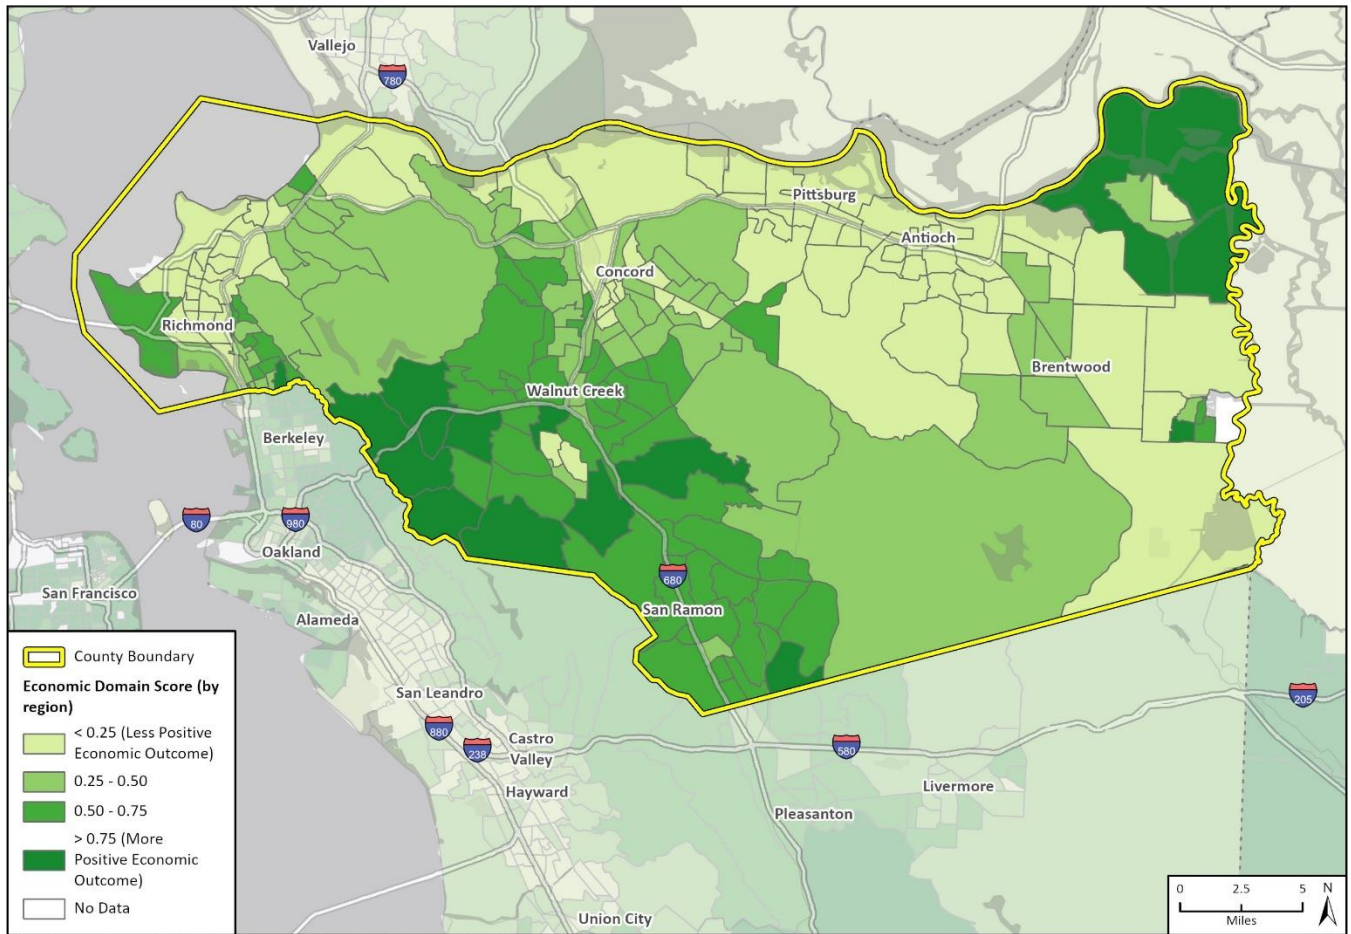 Vallejo
780
Pittsburg
Antioch
Concord
Richmond
Brentwood
Walnut Creek
Berkeley
80
980
Oakland
680
San Francisco
San Ramon
Alameda
County Boundary
Economic Domain Score (by
region)
< 0.25 (Less Positive
Economic Outcome)
0.25 - 0.50
0.50 - 0.75
> 0.75 (More
Positive Economic
Outcome)
No Data
San Leandro
205
880
238
Castro
Valley
580
Hayward
Livermore
Pleasanton
Union City
0 2.5 5
Miles
N